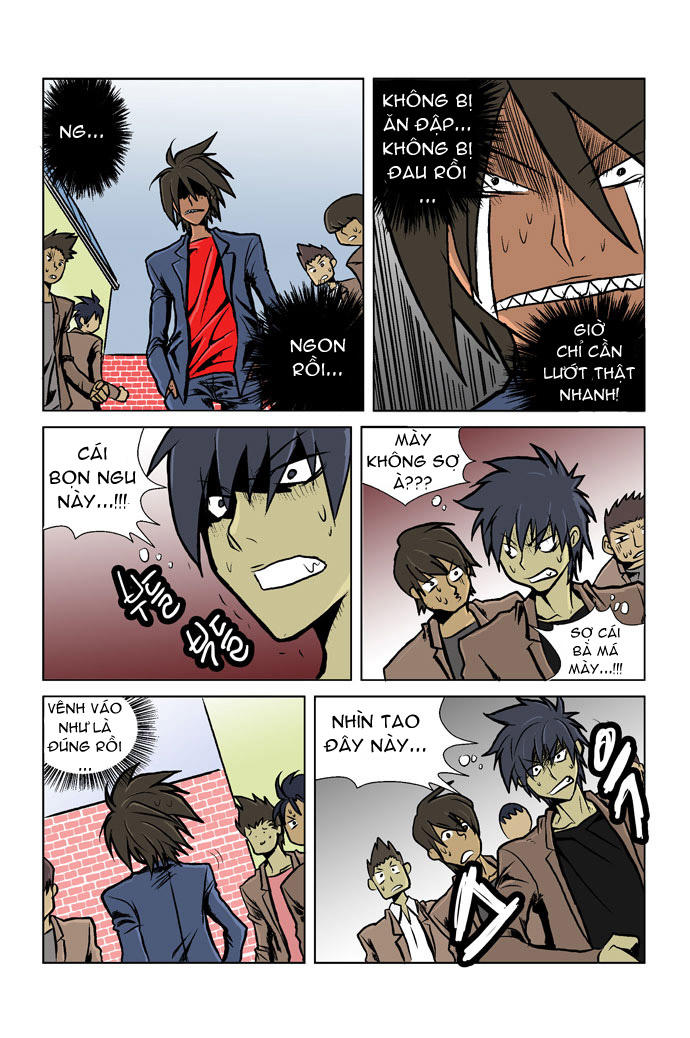 NG...
NGON
RỒI...
KHÔNG BỊ
ĂN ĐẬP...
KHÔNG BỊ
ĐAU RỒI
...
GIỜ
CHỈ CẦN
LƯỚT THẬT
NHANH!
CÁI
BỌN NGU
NÀY...!!!
MÀY
KHÔNG SỢ
À???
SỢ CÁI
BÀ MÁ
MÀY...!!!
VÊNH VÁO
NHƯ LÀ
ĐÚNG RỒI
...
NHÌN TAO
ĐÂY NÀY...